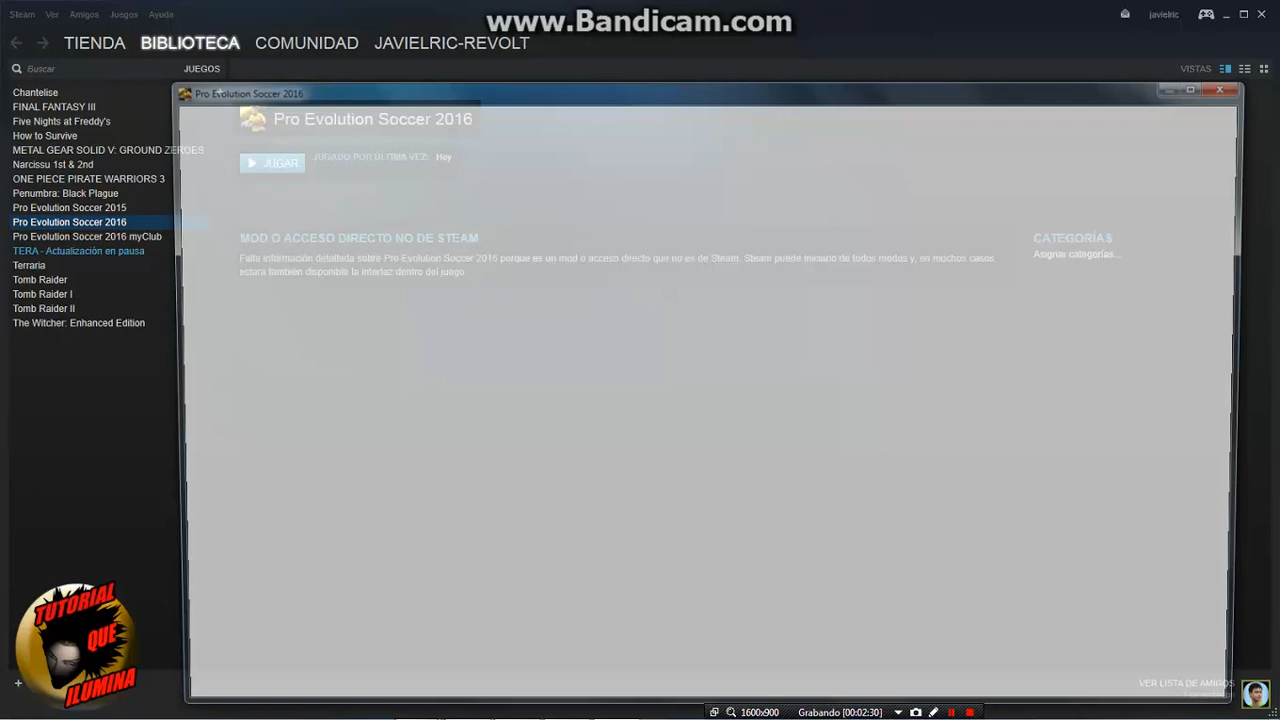 Steam Ver Amigos Juegos Ayuda
www.Bandicam.com
javielric
TIENDA BIBLIOTECA COMUNIDAD JAVIELRIC-REVOLT
Buscar
JUEGOS
VISTAS
Chantelise
FINAL FANTASY III
Five Nights at Freddy's
How to Survive
METAL GEAR SOLID V: GROUND ZEROES
Narcissu 1st & 2nd
ONE PIECE PIRATE WARRIORS 3
Penumbra: Black Plague
Pro Evolution Soccer 2015
Pro Evolution Soccer 2016
Pro Evolution Soccer 2016 myClub
TERA - Actualización en pausa
Terraria
Tomb Raider
Tomb Raider I
Tomb Raider II
The Witcher: Enhanced Edition
Pro Evolution Soccer 2016
Pro Evolution Soccer 2016
JUGAR
JUGADO POR ÚLTIMA VEZ: Hoy
MOD O ACCESO DIRECTO NO DE STEAM
Falta información detallada sobre Pro Evolution Soccer 2016 porque es un mod o acceso directo que no es de Steam. Steam puede iniciarlo de todos modos y, en muchos casos,
estará también disponible la interfaz dentro del juego
CATEGORÍAS
Asignar categorías...
TUTORIAL
QUE
ILUMINA
+
VER LISTA DE AMIGOS
1600x900
Grabando [00:02:30]